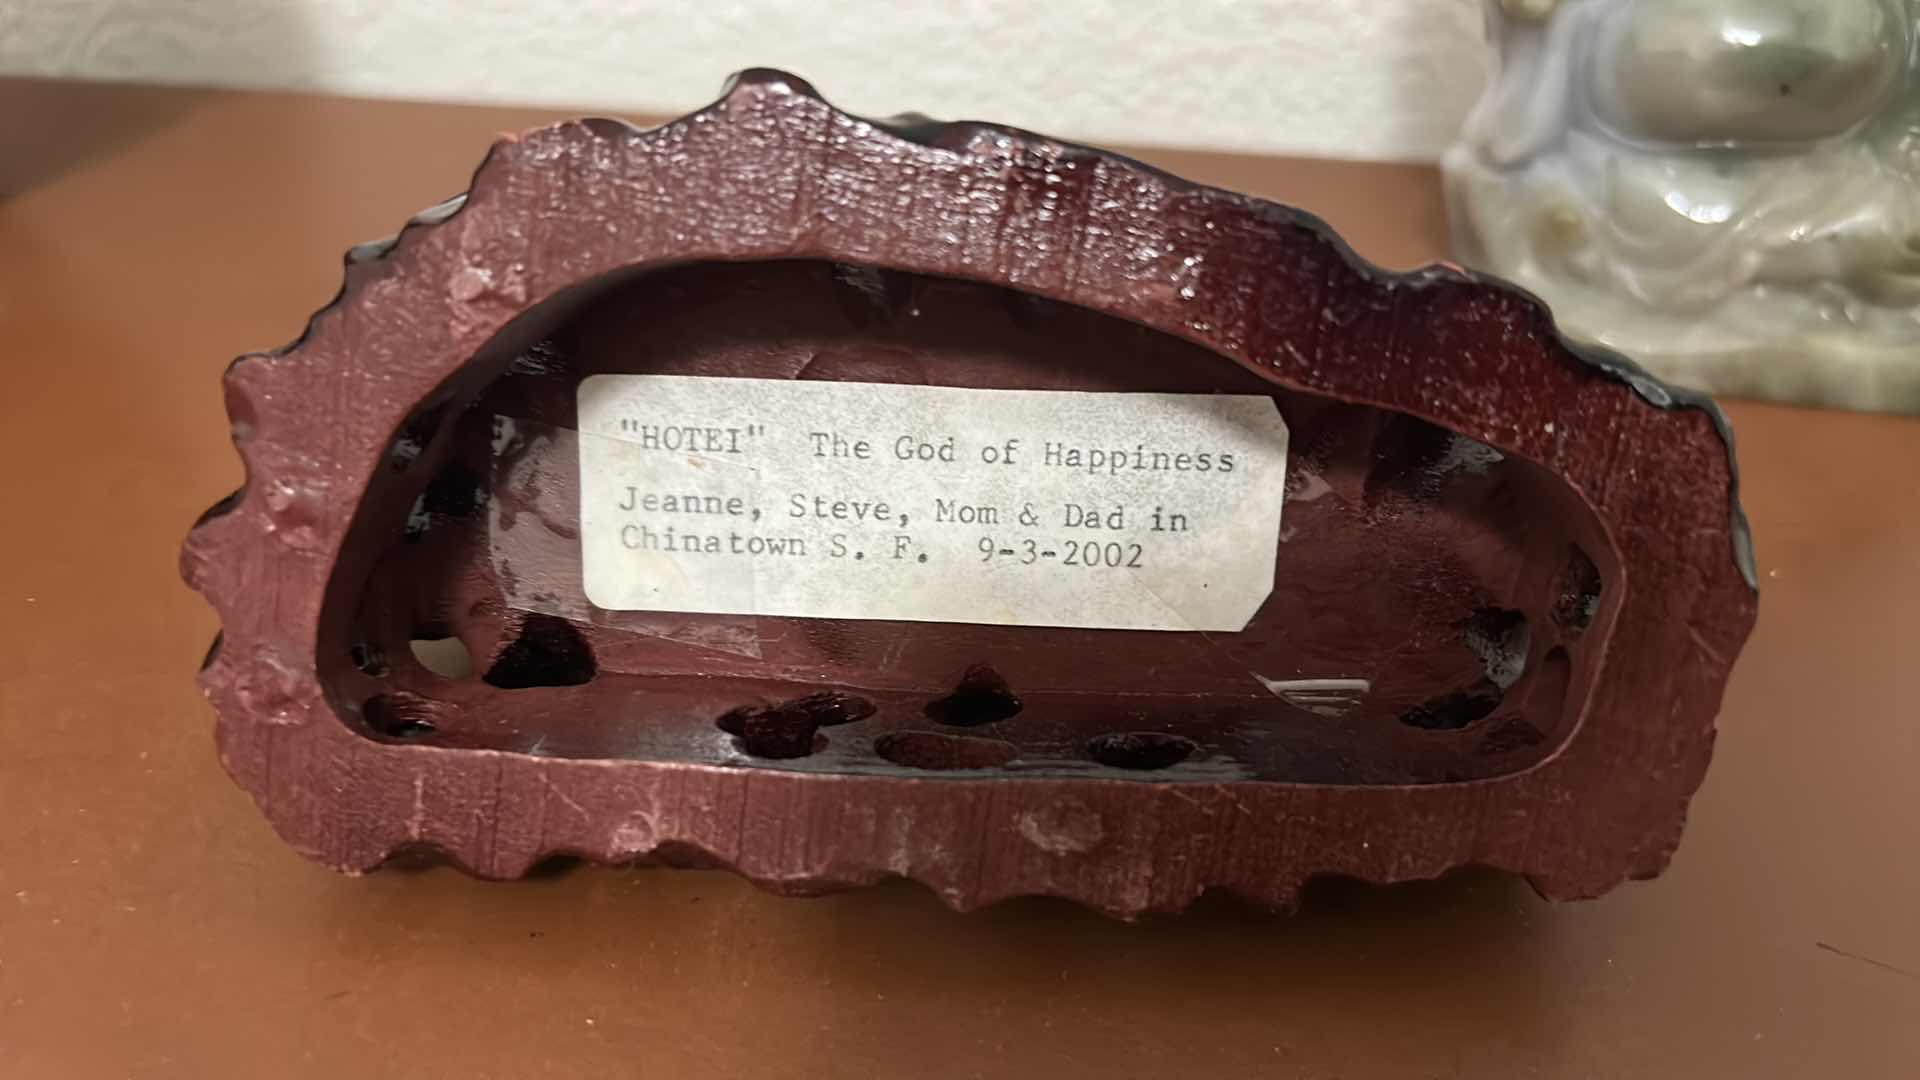 "HOTEI" The God of Happiness
Jeanne, Steve, Mom & Dad in
Chinatown S. F. 9-3-2002